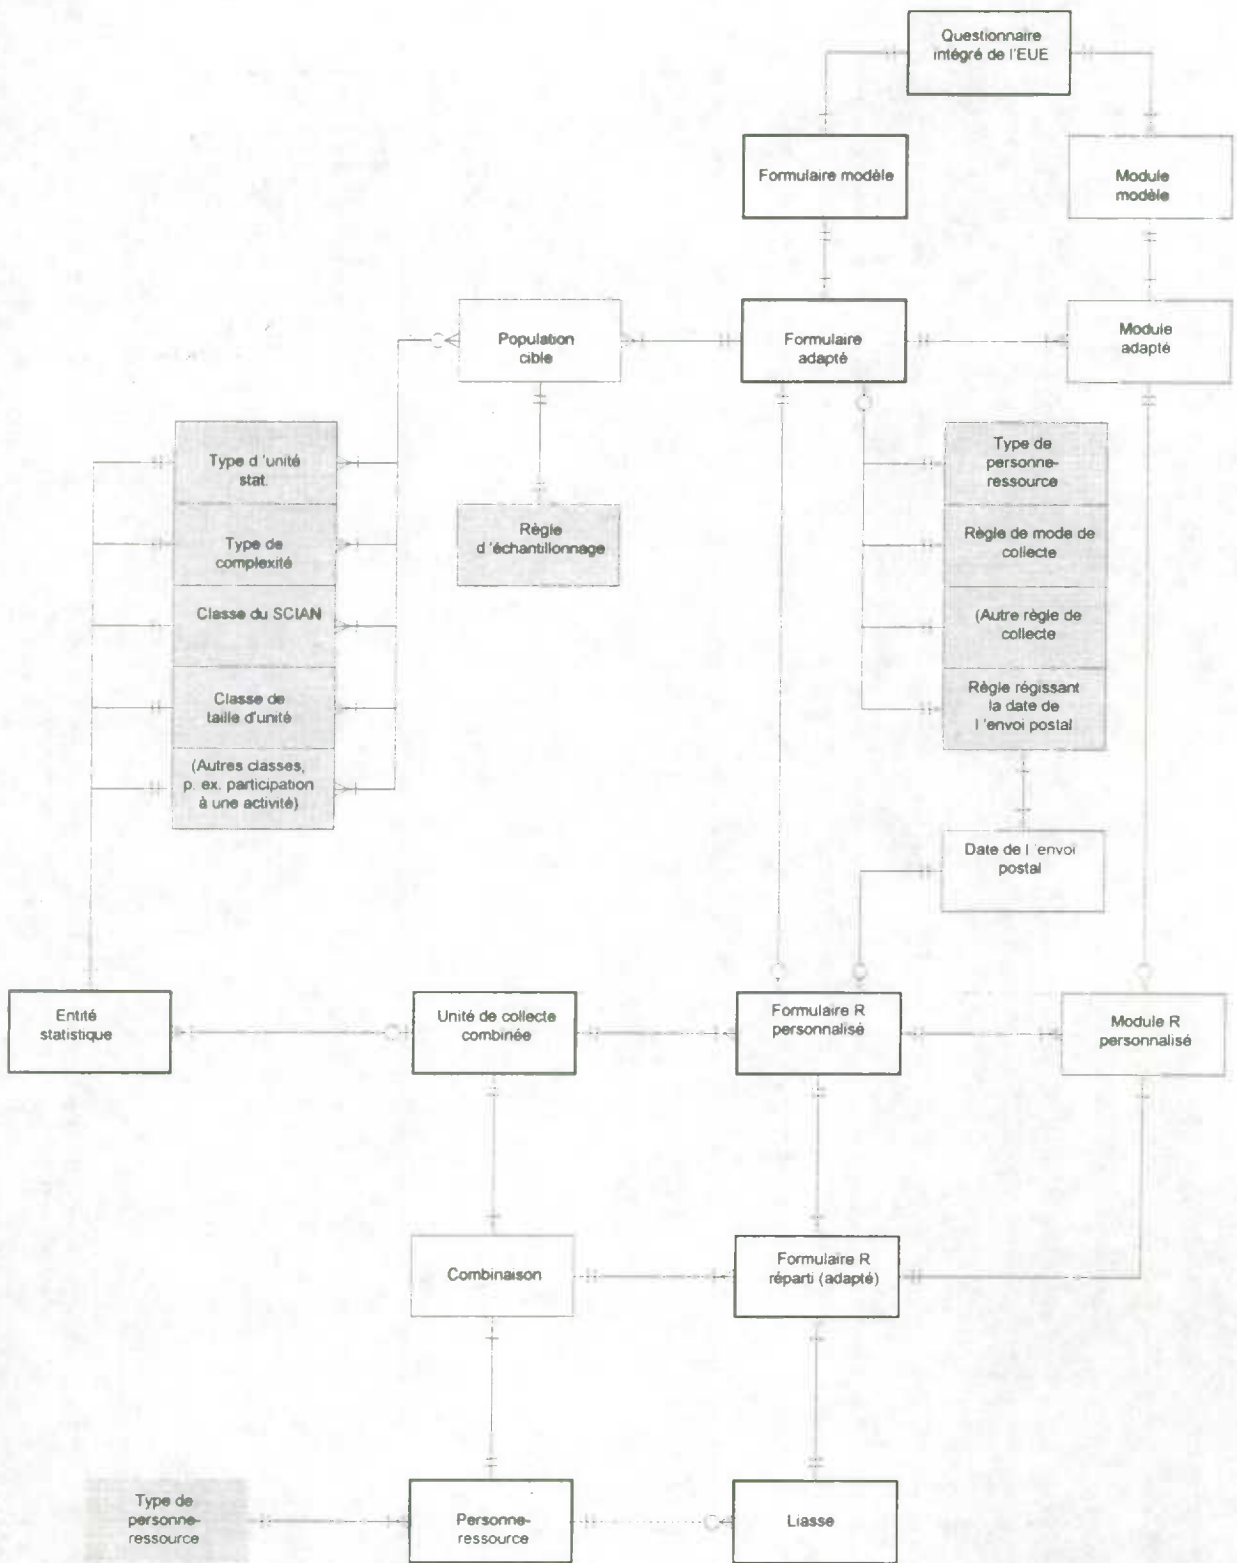 Questionnaire
intégré de l'EUE
Formulaire modèle
Module
modèle
Population
cible
Formulaire
adapté
Module
adapté
Type d 'unité
stat.
Type de
complexité
Classe du SCIAN
Classe de
taille d'unité
(Autres classes,
p. ex. participation
à une activité)
Règle
d 'échantillonnage
Type de
personne-
ressource
Règle de mode de
collecte
(Autre règle de
collecte
Règle régissant
la date de
l 'envoi postal
Date de l 'envoi
postal
Entité
statistique
Unité de collecte
combinée
Formulaire R
personnalisé
Module R
personnalisé
Combinaison
Formulaire R
réparti (adapté)
Type de
personne-
ressource
Personne-
ressource
Liasse